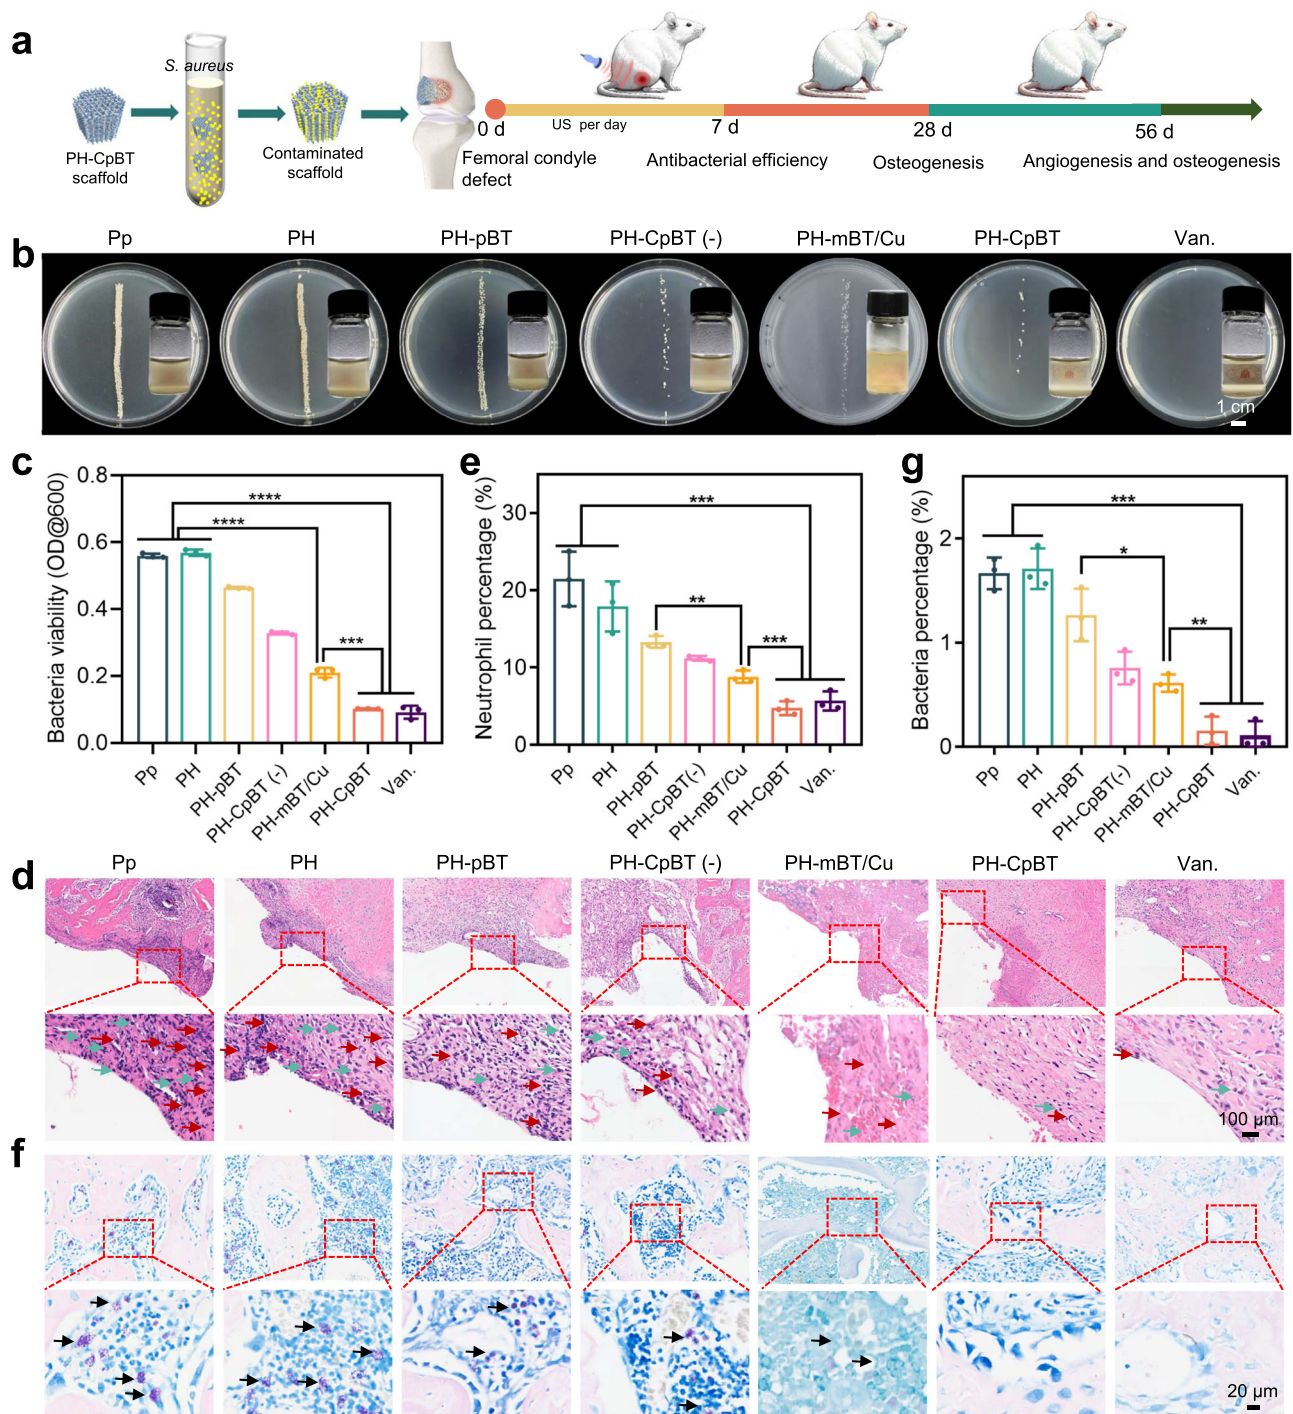 a
S. aureus
PH-CpBT
scaffold
Contaminated
scaffold
0 d
US per day
7 d
28 d
56 d
Femoral condyle
defect
Antibacterial efficiency
Osteogenesis
Angiogenesis and osteogenesis
b
Pp
PH
PH-pBT
PH-CpBT (-)
PH-mBT/Cu
PH-CpBT
Van.
1 cm
c
Bacteria viability (OD@600)
0.8
0.6
0.4
0.2
0.0
****
****
***
Pp
PH
PH-pBT
PH-CpBT (-)
PH-mBT/Cu
PH-CpBT
Van.
e
Neutrophil percentage (%)
30
20
10
0
***
**
***
Pp
PH
PH-pBT
PH-CpBT(-)
PH-mBT/Cu
PH-CpBT
Van.
g
Bacteria percentage (%)
2
1
0
***
*
**
Pp
PH
PH-pBT
PH-CpBT(-)
PH-mBT/Cu
PH-CpBT
Van.
d
Pp
PH
PH-pBT
PH-CpBT (-)
PH-mBT/Cu
PH-CpBT
Van.
100 µm
f
20 µm